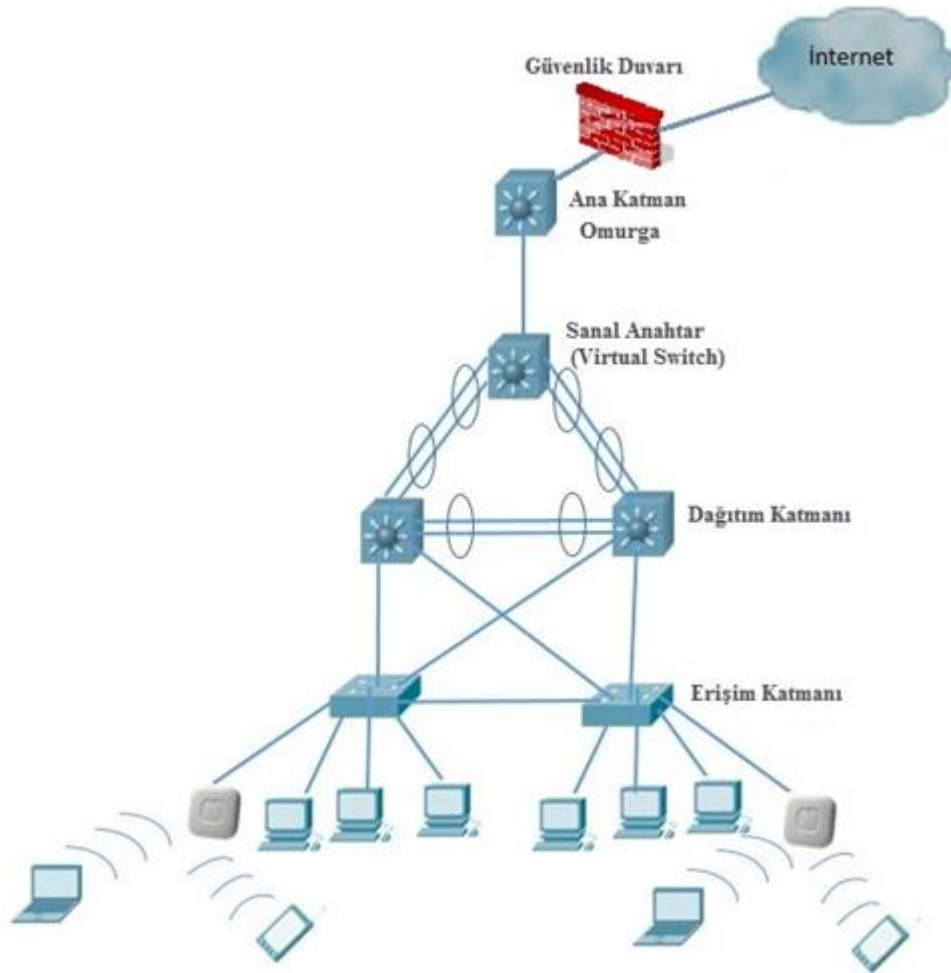 İnternet
Güvenlik Duvarı
Ana Katman
Omurga
Sanal Anahtar
(Virtual Switch)
Dağıtım Katmanı
Erişim Katmanı